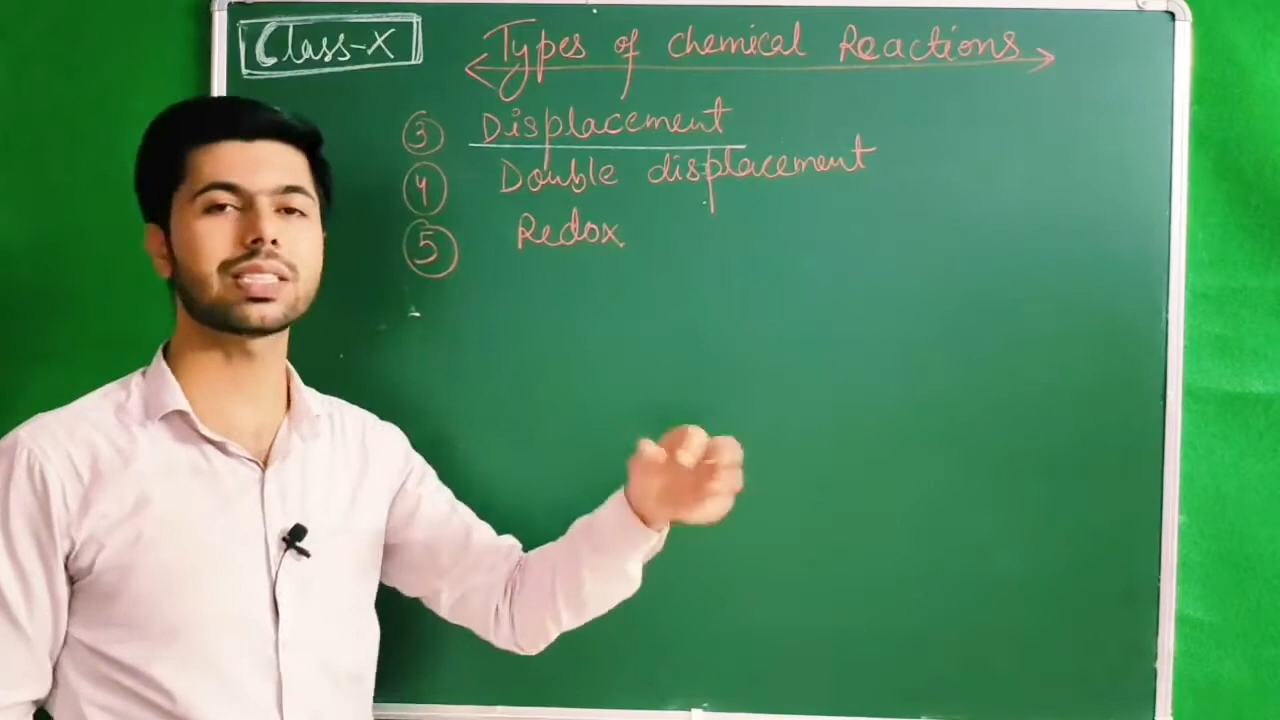 Class-X
Types of chemical Reactions
3 Displacement
4 Double displacement
5 Redox